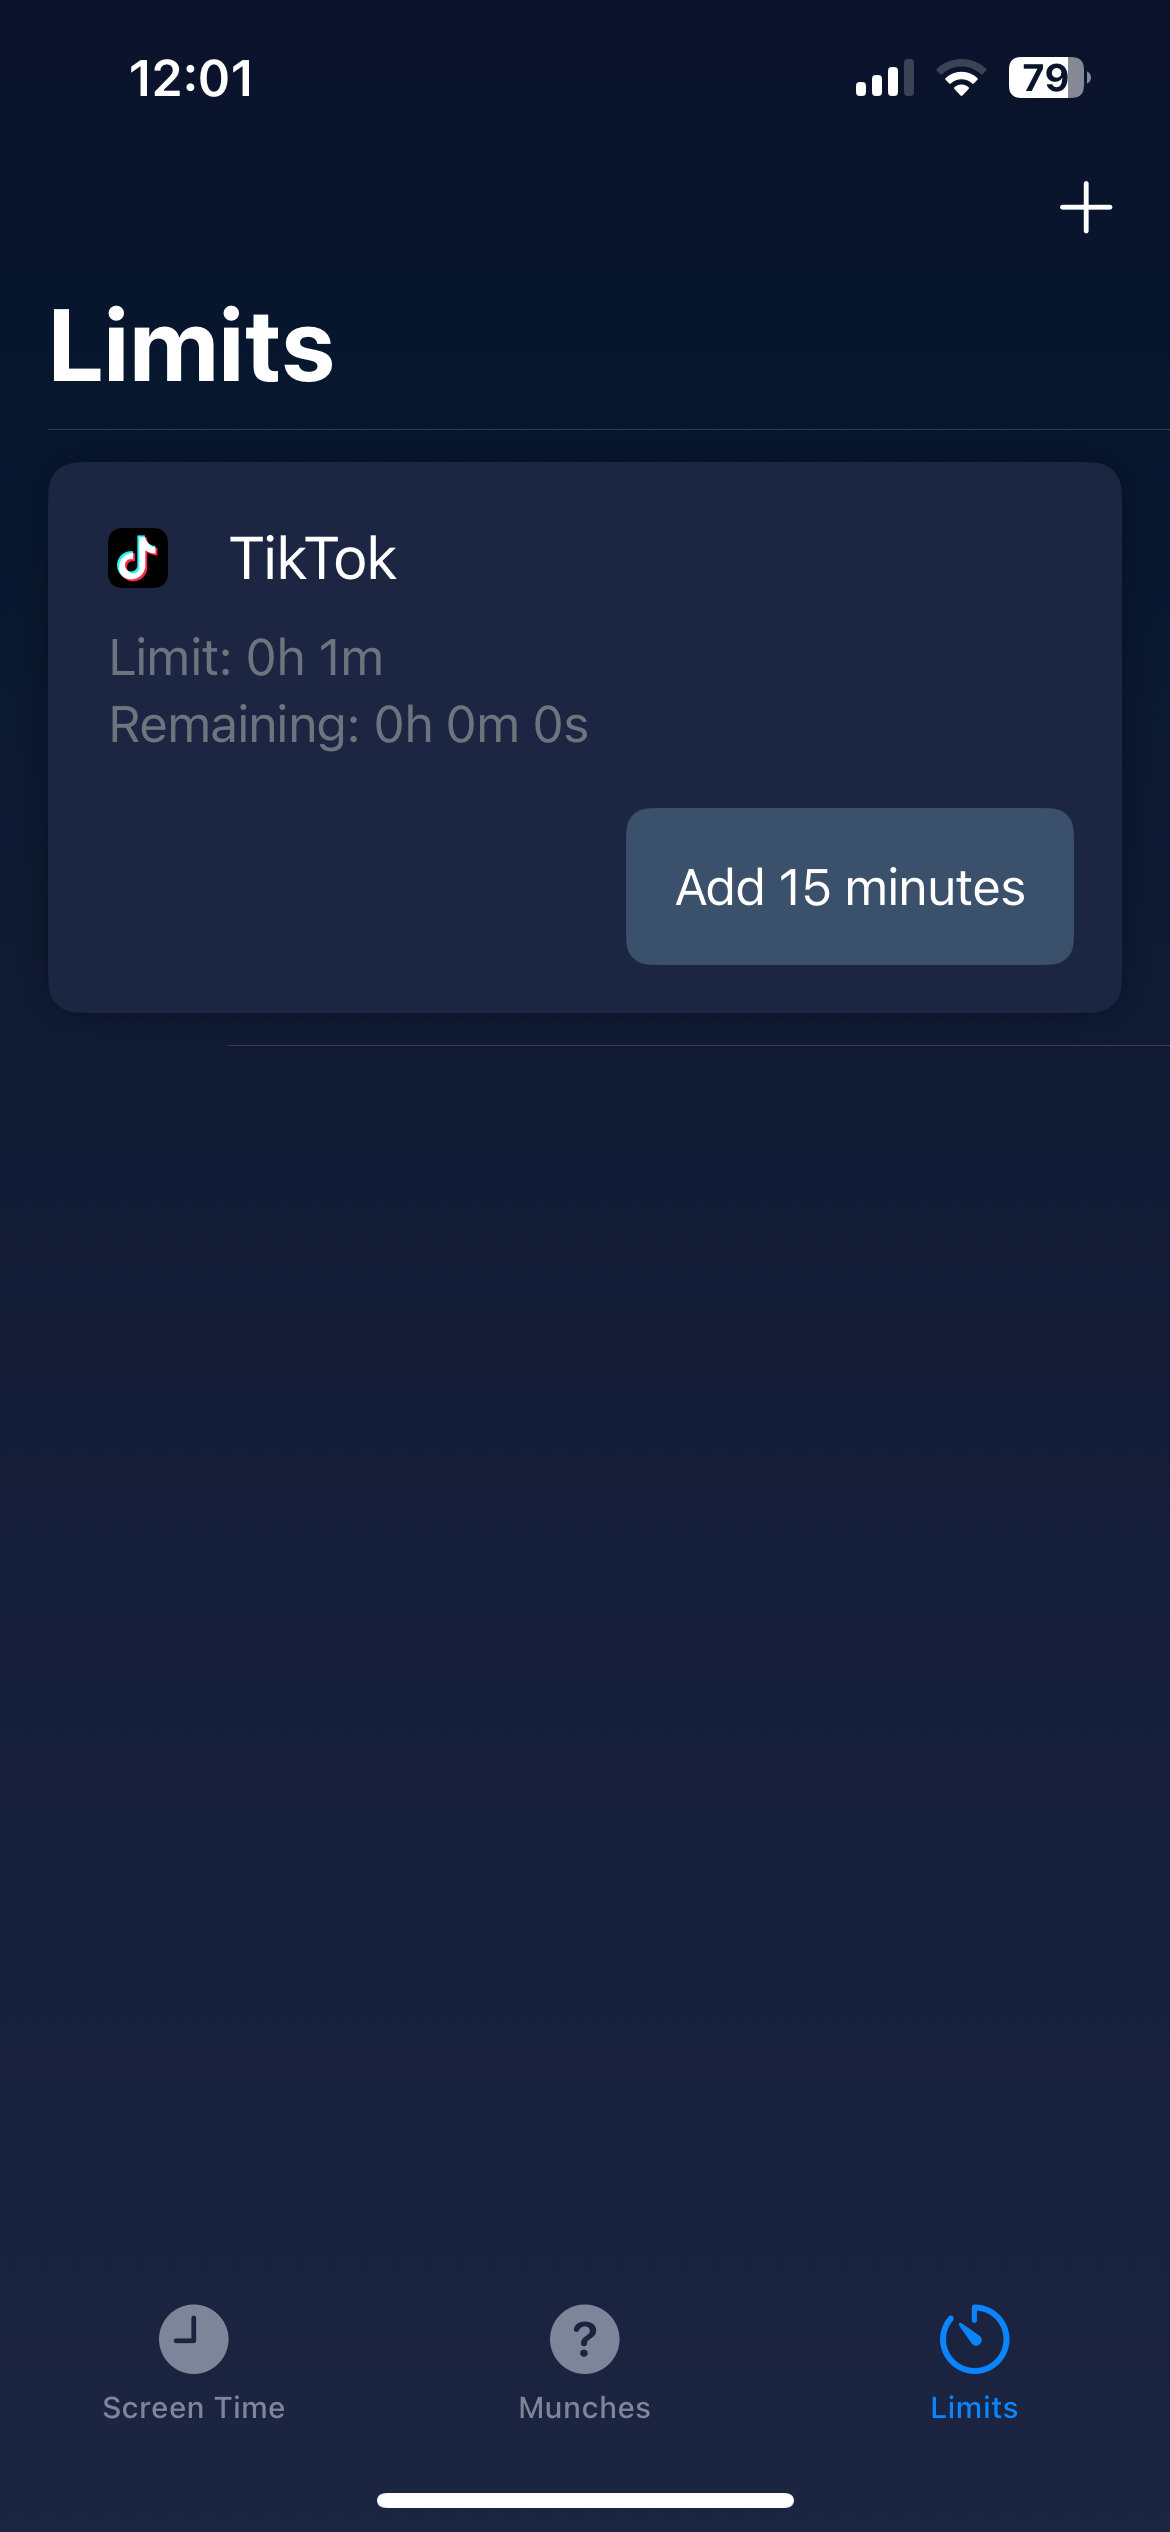 12:01
79
Limits
TikTok
Limit: 0h 1m
Remaining: 0h 0m 0s
Add 15 minutes
Screen Time
Munches
Limits